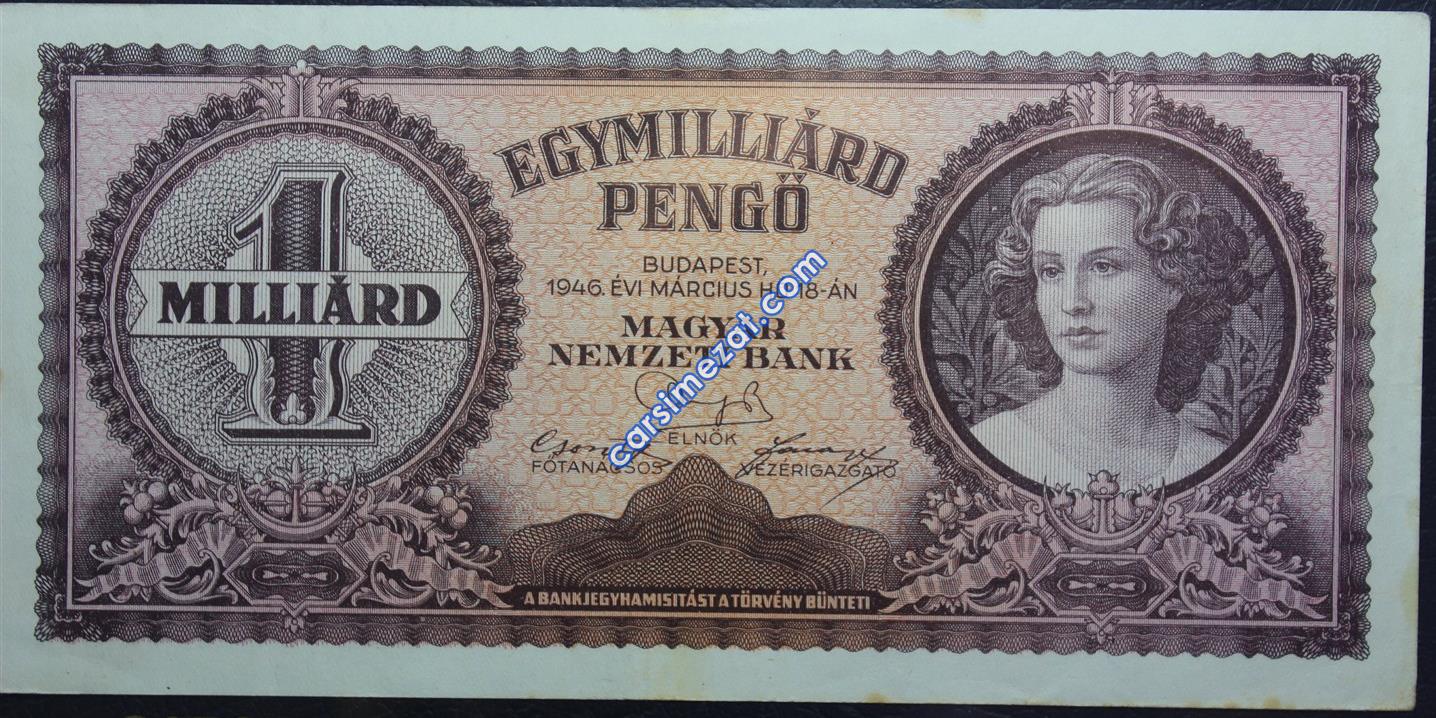 EGYMILLIÁRD
PENGŐ
1
MILLIÁRD
BUDAPEST,
1946. ÉVI MÁRCIUS HÓ 18-ÁN
MAGYAR
NEMZETI BANK
ELNÖK
FŐTANÁCSOS
VEZÉRIGAZGATÓ
A BANKJEGYHAMISITÁST A TÖRVÉNY BÜNTETI
carsimezat.com